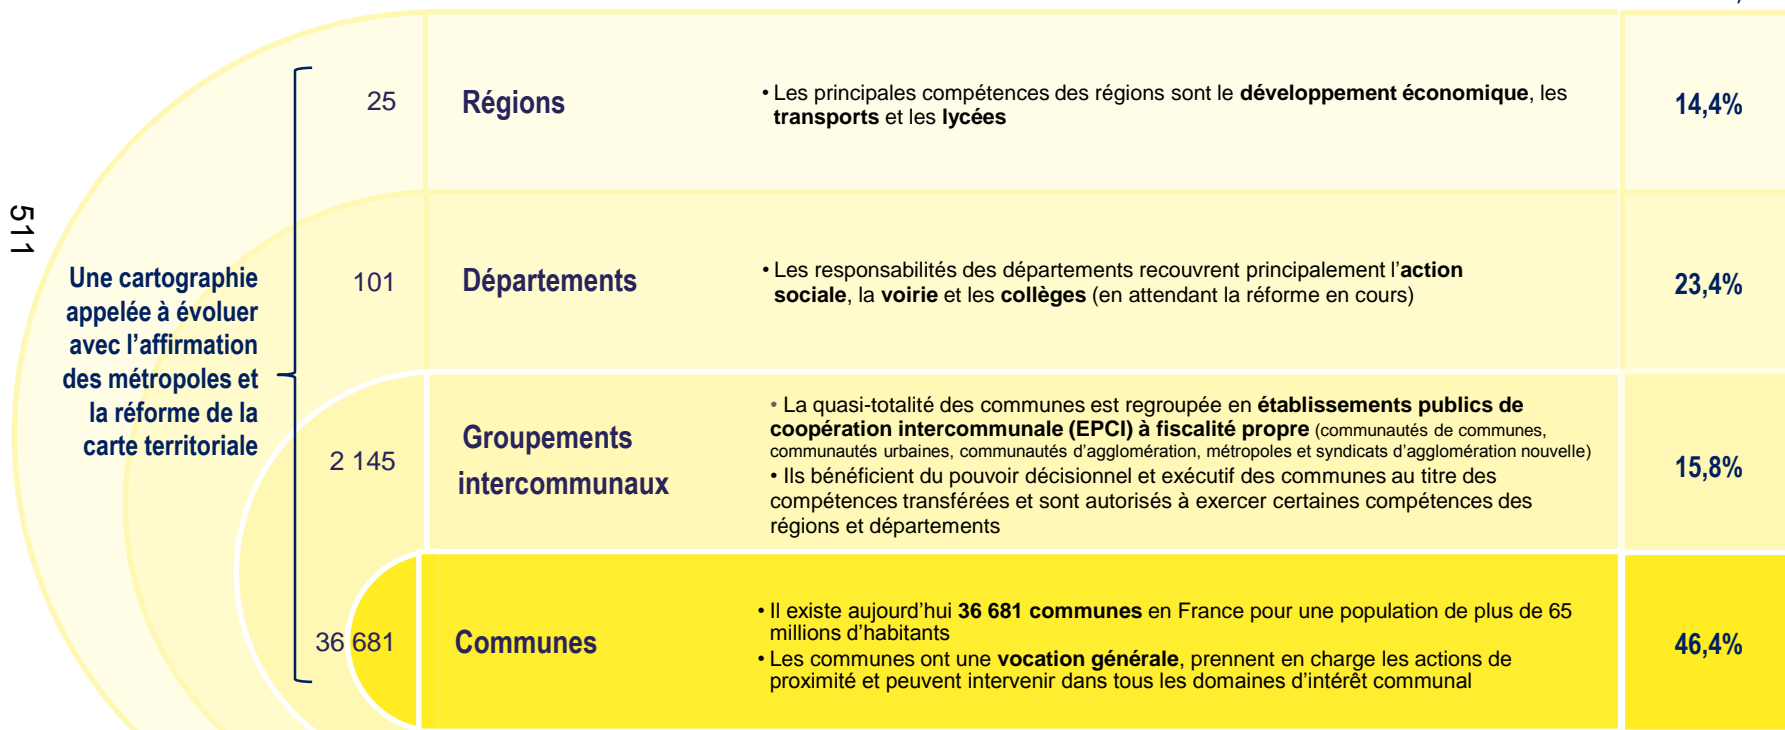 25
Régions
• Les principales compétences des régions sont le développement économique, les
transports et les lycées
14,4%
511
Une cartographie
appelée à évoluer
avec l’affirmation
des métropoles et
la réforme de la
carte territoriale
101
Départements
• Les responsabilités des départements recouvrent principalement l’action
sociale, la voirie et les collèges (en attendant la réforme en cours)
23,4%
2 145
Groupements
intercommunaux
• La quasi-totalité des communes est regroupée en établissements publics de
coopération intercommunale (EPCI) à fiscalité propre (communautés de communes,
communautés urbaines, communautés d’agglomération, métropoles et syndicats d’agglomération nouvelle)
• Ils bénéficient du pouvoir décisionnel et exécutif des communes au titre des
compétences transférées et sont autorisés à exercer certaines compétences des
régions et départements
15,8%
36 681
Communes
• Il existe aujourd’hui 36 681 communes en France pour une population de plus de 65
millions d’habitants
• Les communes ont une vocation générale, prennent en charge les actions de
proximité et peuvent intervenir dans tous les domaines d’intérêt communal
46,4%